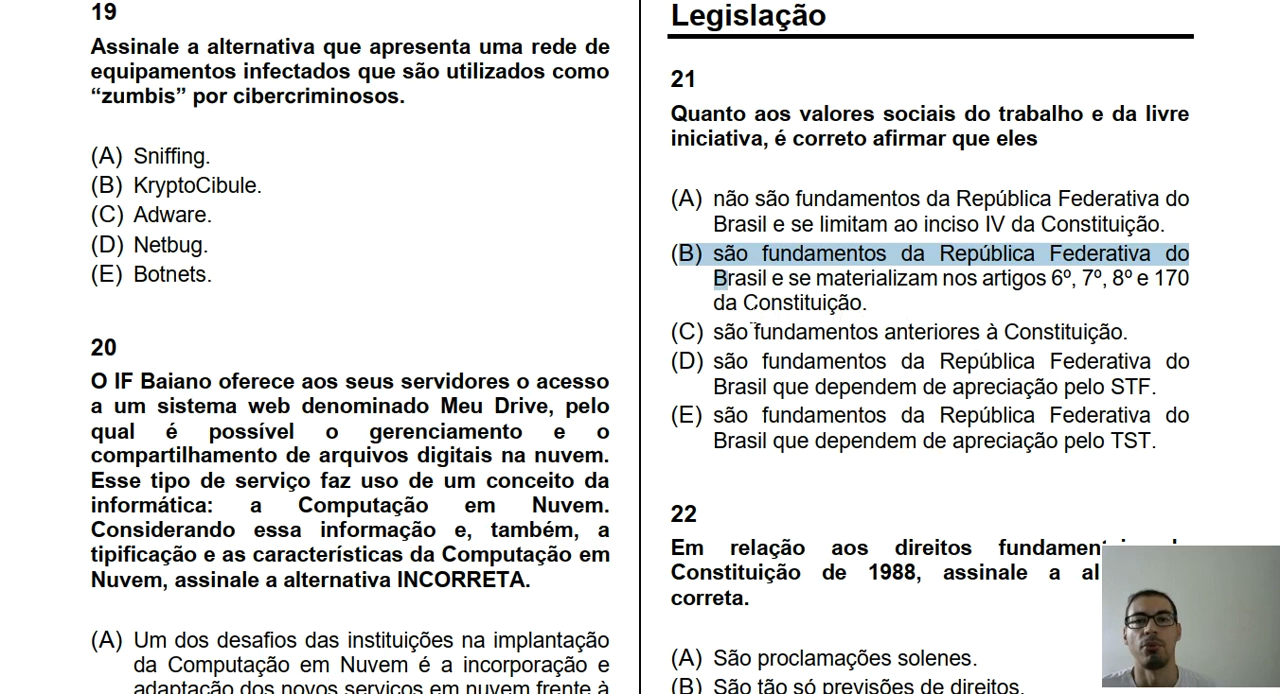 19
Assinale a alternativa que apresenta uma rede de
equipamentos infectados que são utilizados como
“zumbis” por cibercriminosos.
(A) Sniffing.
(B) KryptoCibule.
(C) Adware.
(D) Netbug.
(E) Botnets.
20
O IF Baiano oferece aos seus servidores o acesso
a um sistema web denominado Meu Drive, pelo
qual é possível o gerenciamento e o
compartilhamento de arquivos digitais na nuvem.
Esse tipo de serviço faz uso de um conceito da
informática: a Computação em Nuvem.
Considerando essa informação e, também, a
tipificação e as características da Computação em
Nuvem, assinale a alternativa INCORRETA.
(A) Um dos desafios das instituições na implantação
da Computação em Nuvem é a incorporação e
adaptação dos novos serviços em nuvem frente à
Legislação
21
Quanto aos valores sociais do trabalho e da livre
iniciativa, é correto afirmar que eles
(A) não são fundamentos da República Federativa do
Brasil e se limitam ao inciso IV da Constituição.
(B) são fundamentos da República Federativa do
Brasil e se materializam nos artigos 6º, 7º, 8º e 170
da Constituição.
(C) são fundamentos anteriores à Constituição.
(D) são fundamentos da República Federativa do
Brasil que dependem de apreciação pelo STF.
(E) são fundamentos da República Federativa do
Brasil que dependem de apreciação pelo TST.
22
Em relação aos direitos
Constituição de 1988, assinale a
correta.
(A) São proclamações solenes.
(B) São tão só previsões de direitos.